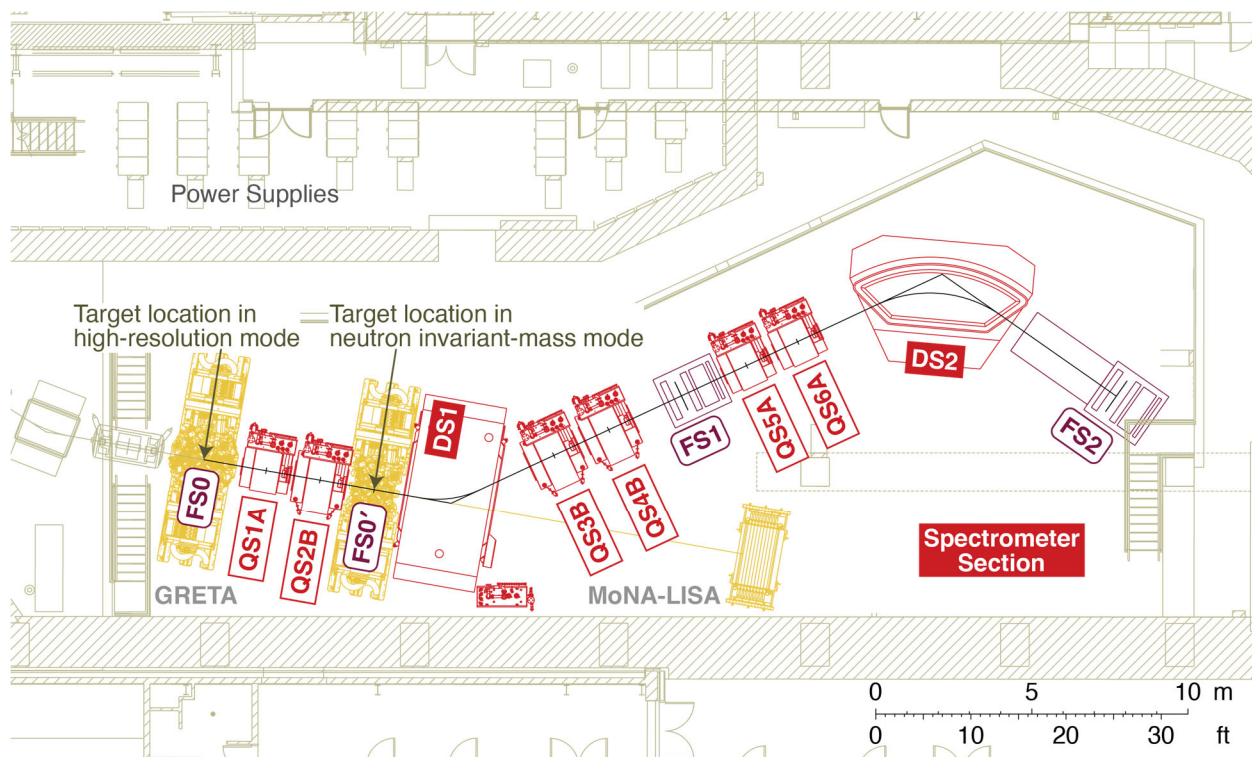 Power Supplies
Target location in
high-resolution mode
Target location in
neutron invariant-mass mode
DS1
DS2
FS0
QS1A
QS2B
FS0′
QS3B
QS4B
FS1
QS5A
QS6A
FS2
GRETA
MoNA-LISA
Spectrometer
Section
0 5 10 m
0 10 20 30 ft